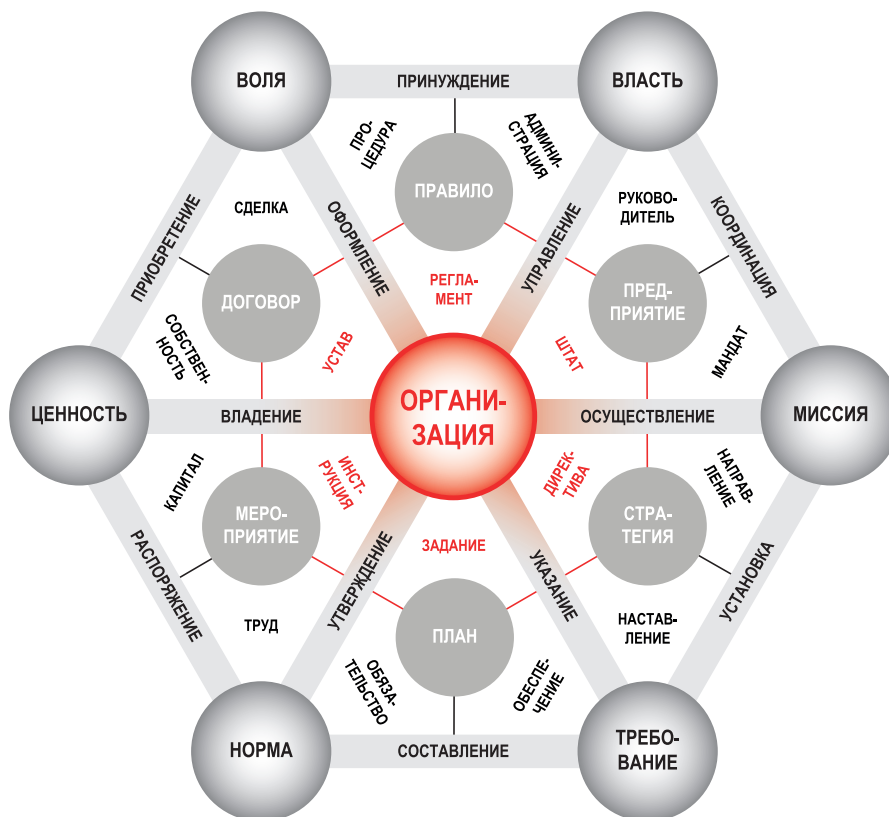 ВОЛЯ
ПРИНУЖДЕНИЕ
ВЛАСТЬ
ПРО-
ЦЕДУРА
АДМИНИ-
СТРАЦИЯ
ПРАВИЛО
СДЕЛКА
РУКОВО-
ДИТЕЛЬ
ПРИОБРЕТЕНИЕ
ОФОРМЛЕНИЕ
УПРАВЛЕНИЕ
КООРДИНАЦИЯ
РЕГЛА-
МЕНТ
ДОГОВОР
ПРЕД-
ПРИЯТИЕ
СОБСТВЕН-
НОСТЬ
УСТАВ
ШТАТ
МАНДАТ
ЦЕННОСТЬ
ВЛАДЕНИЕ
ОРГАНИ-
ЗАЦИЯ
ОСУЩЕСТВЛЕНИЕ
МИССИЯ
КАПИТАЛ
ИНСТ-
РУКЦИЯ
ДИРЕК-
ТИВА
НАПРАВ-
ЛЕНИЕ
МЕРО-
ПРИЯТИЕ
ЗАДАНИЕ
СТРА-
ТЕГИЯ
РАСПОРЯЖЕНИЕ
УТВЕРЖДЕНИЕ
УКАЗАНИЕ
УСТАНОВКА
ТРУД
ПЛАН
НАСТАВ-
ЛЕНИЕ
ОБЯЗА-
ТЕЛЬСТВО
ОБЕСПЕ-
ЧЕНИЕ
НОРМА
СОСТАВЛЕНИЕ
ТРЕБО-
ВАНИЕ